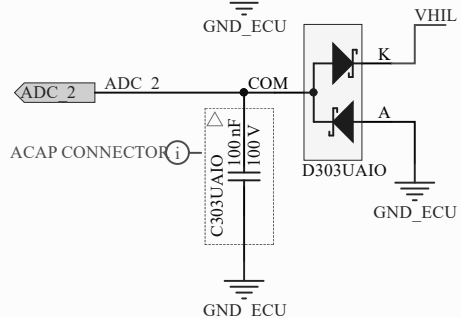 GND_ECU
VHIL
K
ADC_2
ADC_2
COM
A
ACAP CONNECTOR
i
C303UAIO
100 nF
100 V
D303UAIO
GND_ECU
GND_ECU